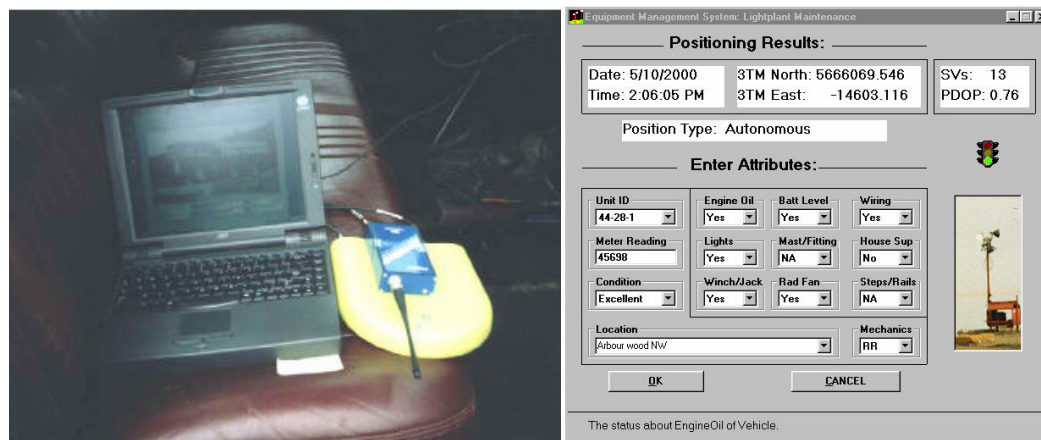 Equipment Management System: Lightplant Maintenance
Positioning Results:
Date: 5/10/2000 3TM North: 5666069.546 SVs: 13
Time: 2:06:05 PM 3TM East: -14603.116 PDOP: 0.76
Position Type: Autonomous
Enter Attributes:
Unit ID Engine Oil Batt Level Wiring
44-28-1 Yes Yes Yes
Meter Reading Lights Mast/Fitting House Sup
45698 Yes NA No
Condition Winch/Jack Rad Fan Steps/Rails
Excellent Yes Yes NA
Location Mechanics
Arbour wood NW RR
OK CANCEL
The status about EngineOil of Vehicle.